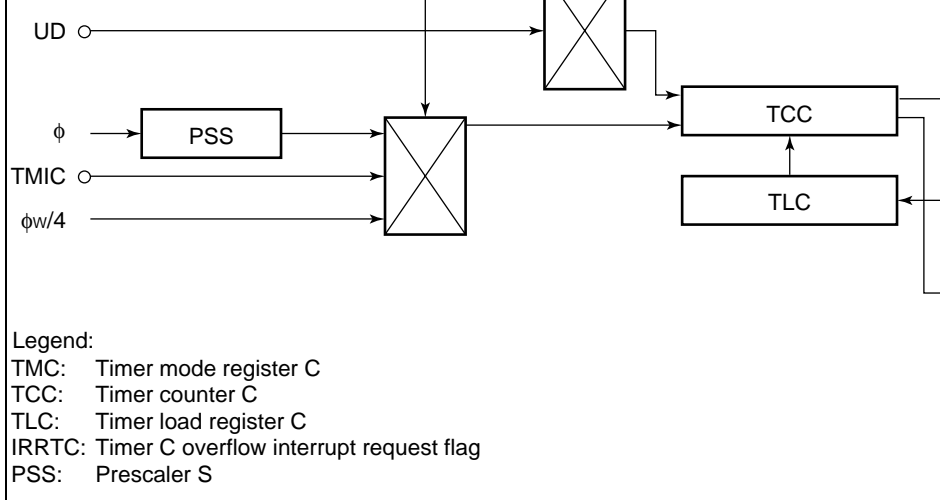 UD
TCC
φ
PSS
TMIC
TLC
φw/4
Legend:
TMC: Timer mode register C
TCC: Timer counter C
TLC: Timer load register C
IRRTC: Timer C overflow interrupt request flag
PSS: Prescaler S